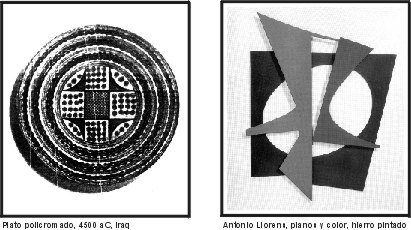 Plato policromado, 4500 aC, Iraq
Antonio Llorens, planos y color, hierro pintado